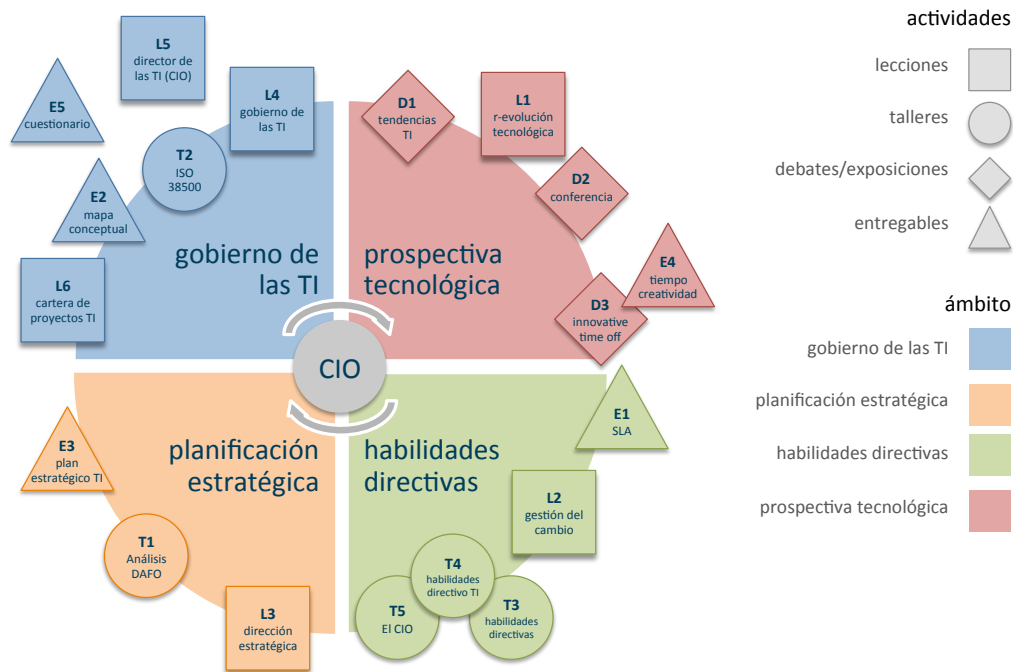 L5
director de
las TI (CIO)
E5
cuestionario
L4
gobierno de
las TI
T2
ISO
38500
E2
mapa
conceptual
L6
cartera de
proyectos TI
gobierno de
las TI
D1
tendencias
TI
L1
r-evolución
tecnológica
D2
conferencia
E4
tiempo
creatividad
D3
innovative
time off
prospectiva
tecnológica
CIO
planificación
estratégica
E3
plan
estratégico TI
T1
Análisis
DAFO
L3
dirección
estratégica
habilidades
directivas
E1
SLA
L2
gestión del
cambio
T4
habilidades
directivo TI
T5
El CIO
T3
habilidades
directivas
actividades
lecciones
talleres
debates/exposiciones
entregables
ámbito
gobierno de las TI
planificación estratégica
habilidades directivas
prospectiva tecnológica